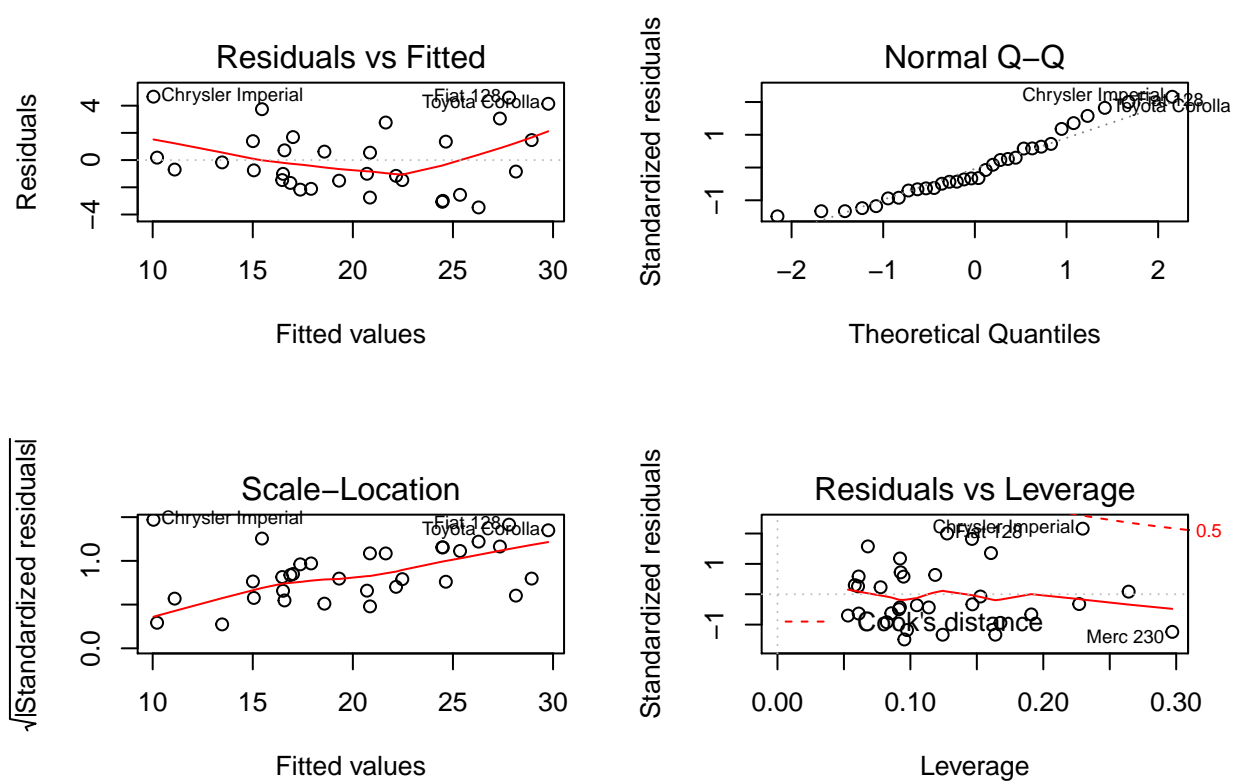 Residuals vs Fitted
Residuals
4
0
−4
Chrysler Imperial
Fiat 128
Toyota Corolla
10 15 20 25 30
Fitted values
Normal Q−Q
Standardized residuals
1
−1
Chrysler Imperial
Fiat 128
Toyota Corolla
−2 −1 0 1 2
Theoretical Quantiles
Scale−Location
√|Standardized residuals|
1.0
0.0
Chrysler Imperial
Fiat 128
Toyota Corolla
10 15 20 25 30
Fitted values
Residuals vs Leverage
Standardized residuals
1
−1
Chrysler Imperial
Fiat 128
0.5
Cook's distance
Merc 230
0.00 0.10 0.20 0.30
Leverage